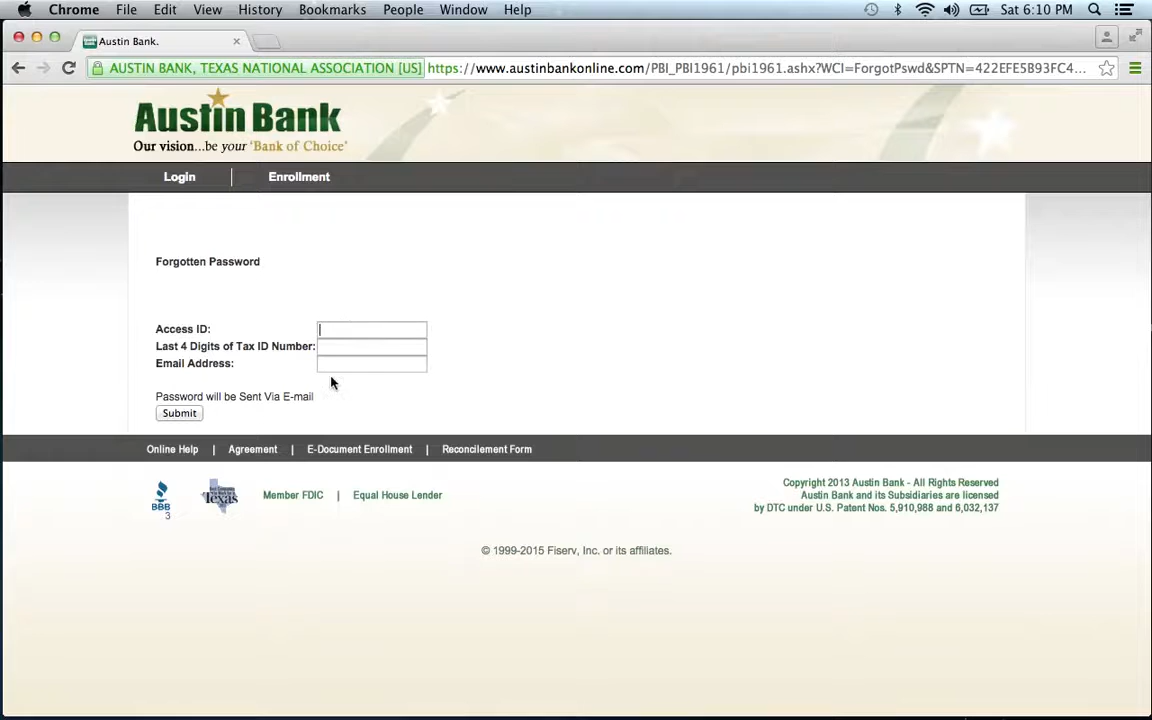 Chrome File Edit View History Bookmarks People Window Help Sat 6:10 PM
Austin Bank.
AUSTIN BANK, TEXAS NATIONAL ASSOCIATION [US] https://www.austinbankonline.com/PBI_PBI1961/pbi1961.ashx?WCI=ForgotPswd&SPTN=422EFE5B93FC4...
Austin Bank
Our vision...be your 'Bank of Choice'
Login | Enrollment
Forgotten Password
Access ID:
Last 4 Digits of Tax ID Number:
Email Address:
Password will be Sent Via E-mail
Submit
Online Help | Agreement | E-Document Enrollment | Reconcilement Form
BBB
3
Texas
Member FDIC | Equal House Lender
Copyright 2013 Austin Bank - All Rights Reserved
Austin Bank and its Subsidiaries are licensed
by DTC under U.S. Patent Nos. 5,910,988 and 6,032,137
© 1999-2015 Fiserv, Inc. or its affiliates.